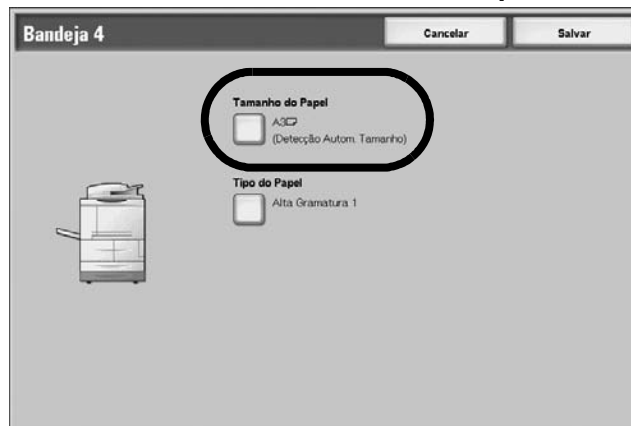 Bandeja 4
Cancelar
Salvar
Tamanho do Papel
A3
(Detecção Autom. Tamanho)
Tipo do Papel
Alta Gramatura 1